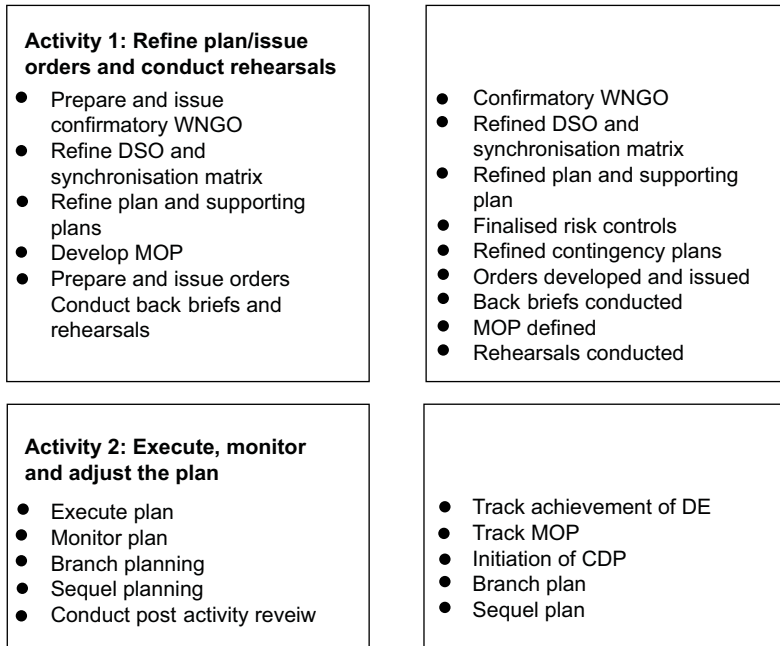 Activity 1: Refine plan/issue
orders and conduct rehearsals
● Prepare and issue
confirmatory WNGO
● Refine DSO and
synchronisation matrix
● Refine plan and supporting
plans
● Develop MOP
● Prepare and issue orders
Conduct back briefs and
rehearsals
● Confirmatory WNGO
● Refined DSO and
synchronisation matrix
● Refined plan and supporting
plan
● Finalised risk controls
● Refined contingency plans
● Orders developed and issued
● Back briefs conducted
● MOP defined
● Rehearsals conducted
Activity 2: Execute, monitor
and adjust the plan
● Execute plan
● Monitor plan
● Branch planning
● Sequel planning
● Conduct post activity reveiw
● Track achievement of DE
● Track MOP
● Initiation of CDP
● Branch plan
● Sequel plan